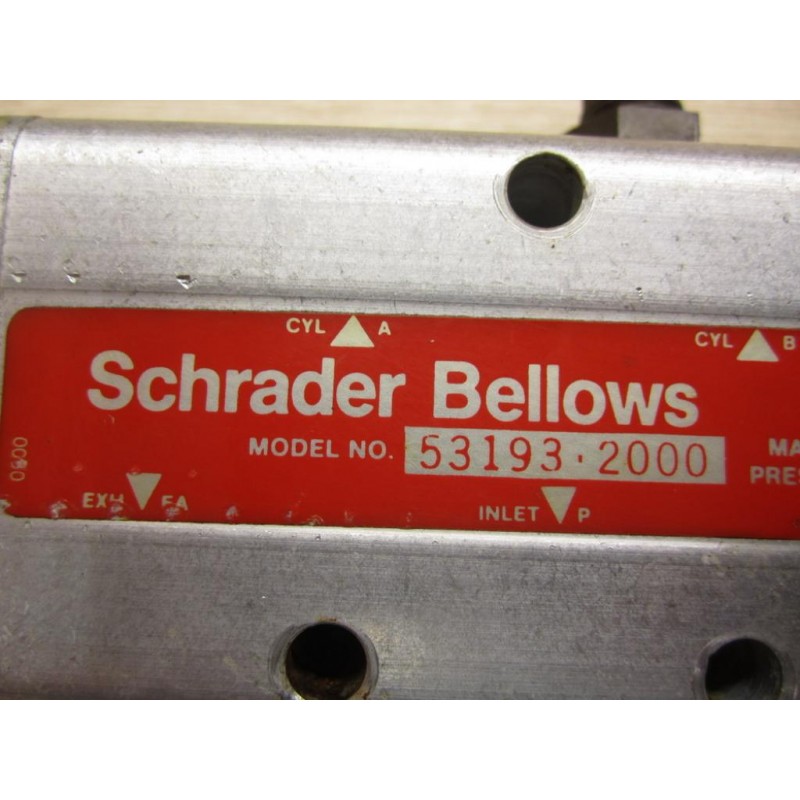 CYL A
CYL B
Schrader Bellows
MODEL NO. 53193·2000
MA
PRES
EXH EA
INLET P